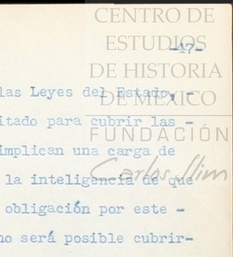 CENTRO DE
ESTUDIOS
-47-
DE HISTORIA
las Leyes del Estado, -
DE MÉXICO
itado para cubrir las -
FUNDACIÓN
implican una carga de
Carlos Slim
la inteligencia de que
obligación por este -
no será posible cubrir-